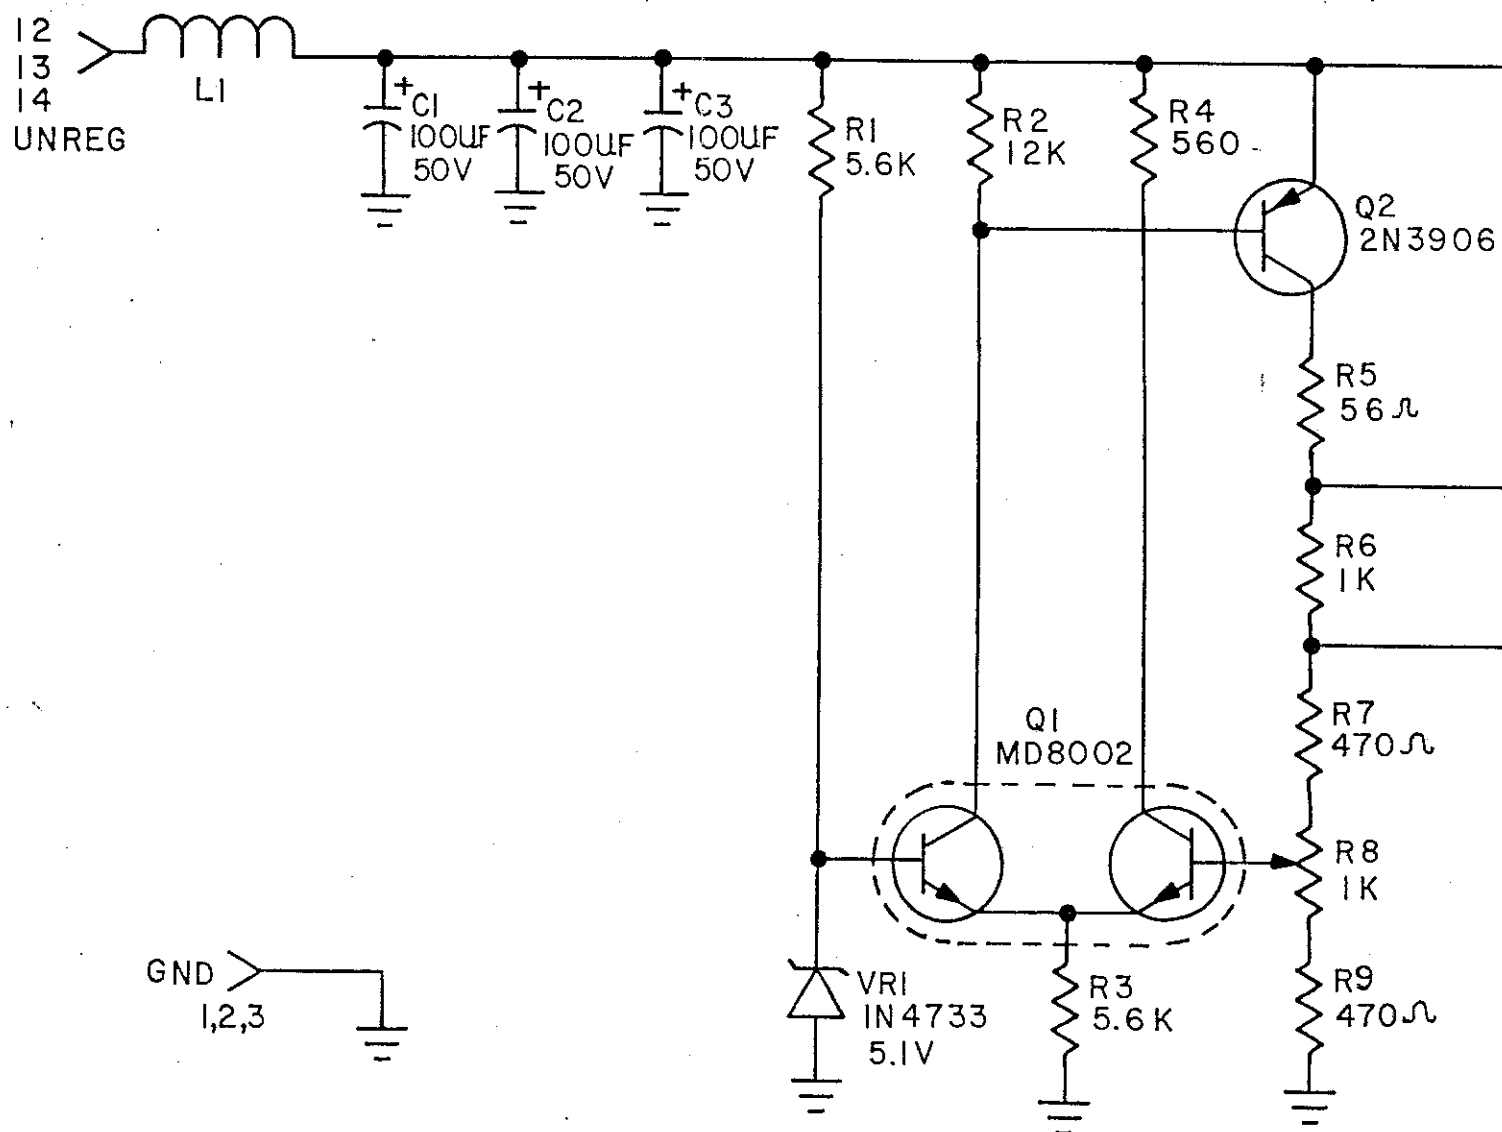 12
13
14
UNREG
L1
+
C1
100UF
50V
+
C2
100UF
50V
+
C3
100UF
50V
R1
5.6K
R2
12K
R4
560
Q2
2N3906
R5
56Ω
R6
1K
Q1
MD8002
R7
470Ω
R8
1K
GND
1,2,3
VR1
1N4733
5.1V
R3
5.6K
R9
470Ω